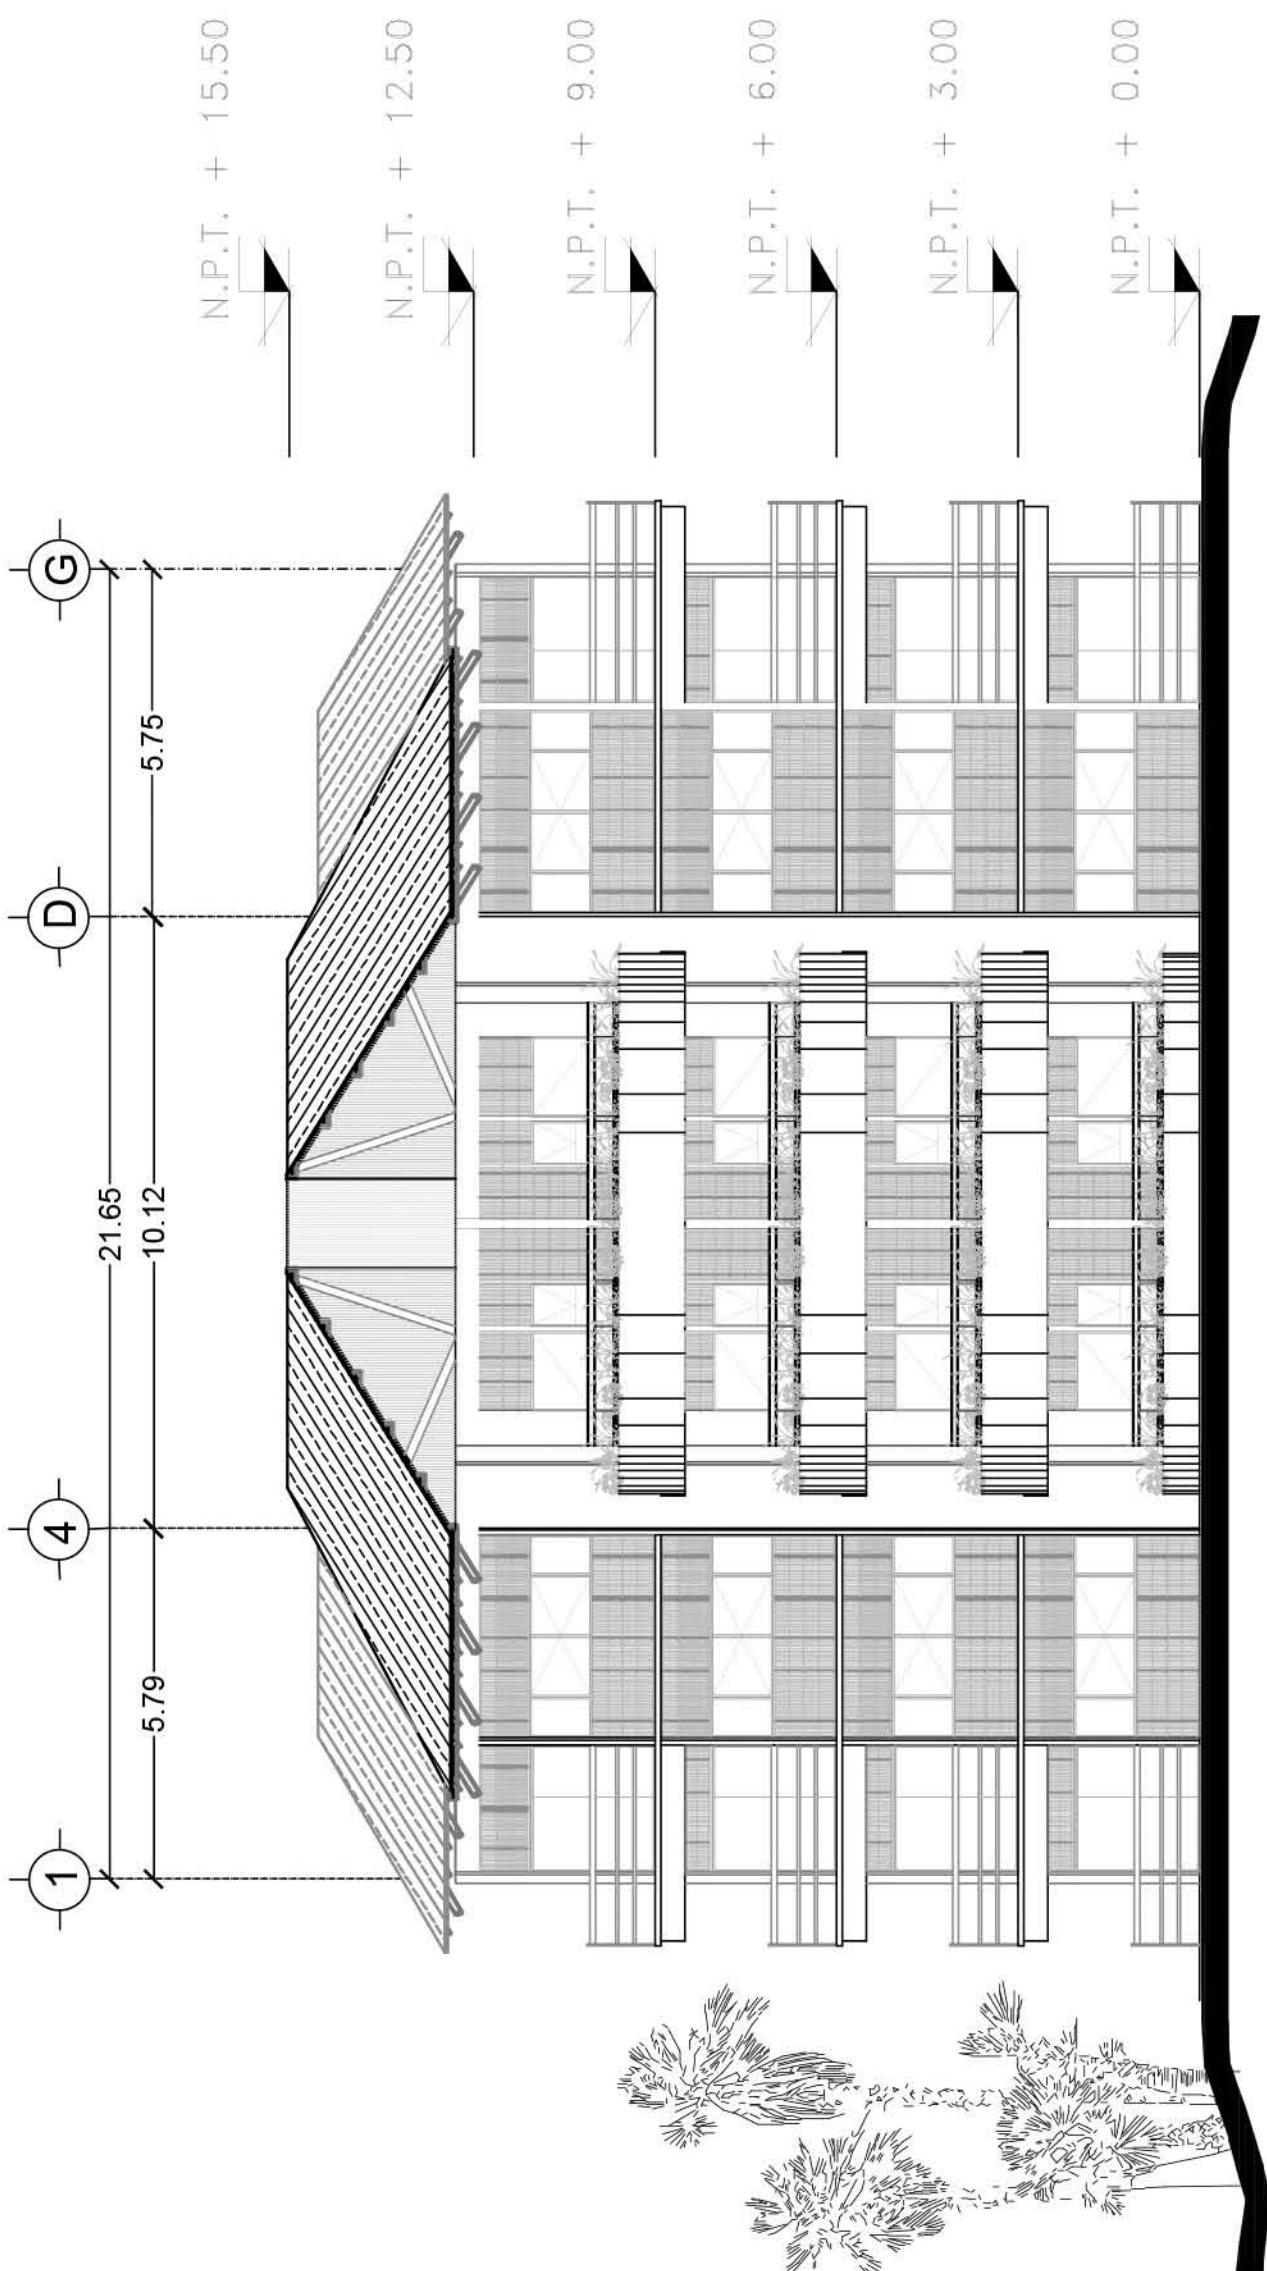 1 4 D G
21.65
5.79 10.12 5.75
N.P.T. + 15.50
N.P.T. + 12.50
N.P.T. + 9.00
N.P.T. + 6.00
N.P.T. + 3.00
N.P.T. + 0.00